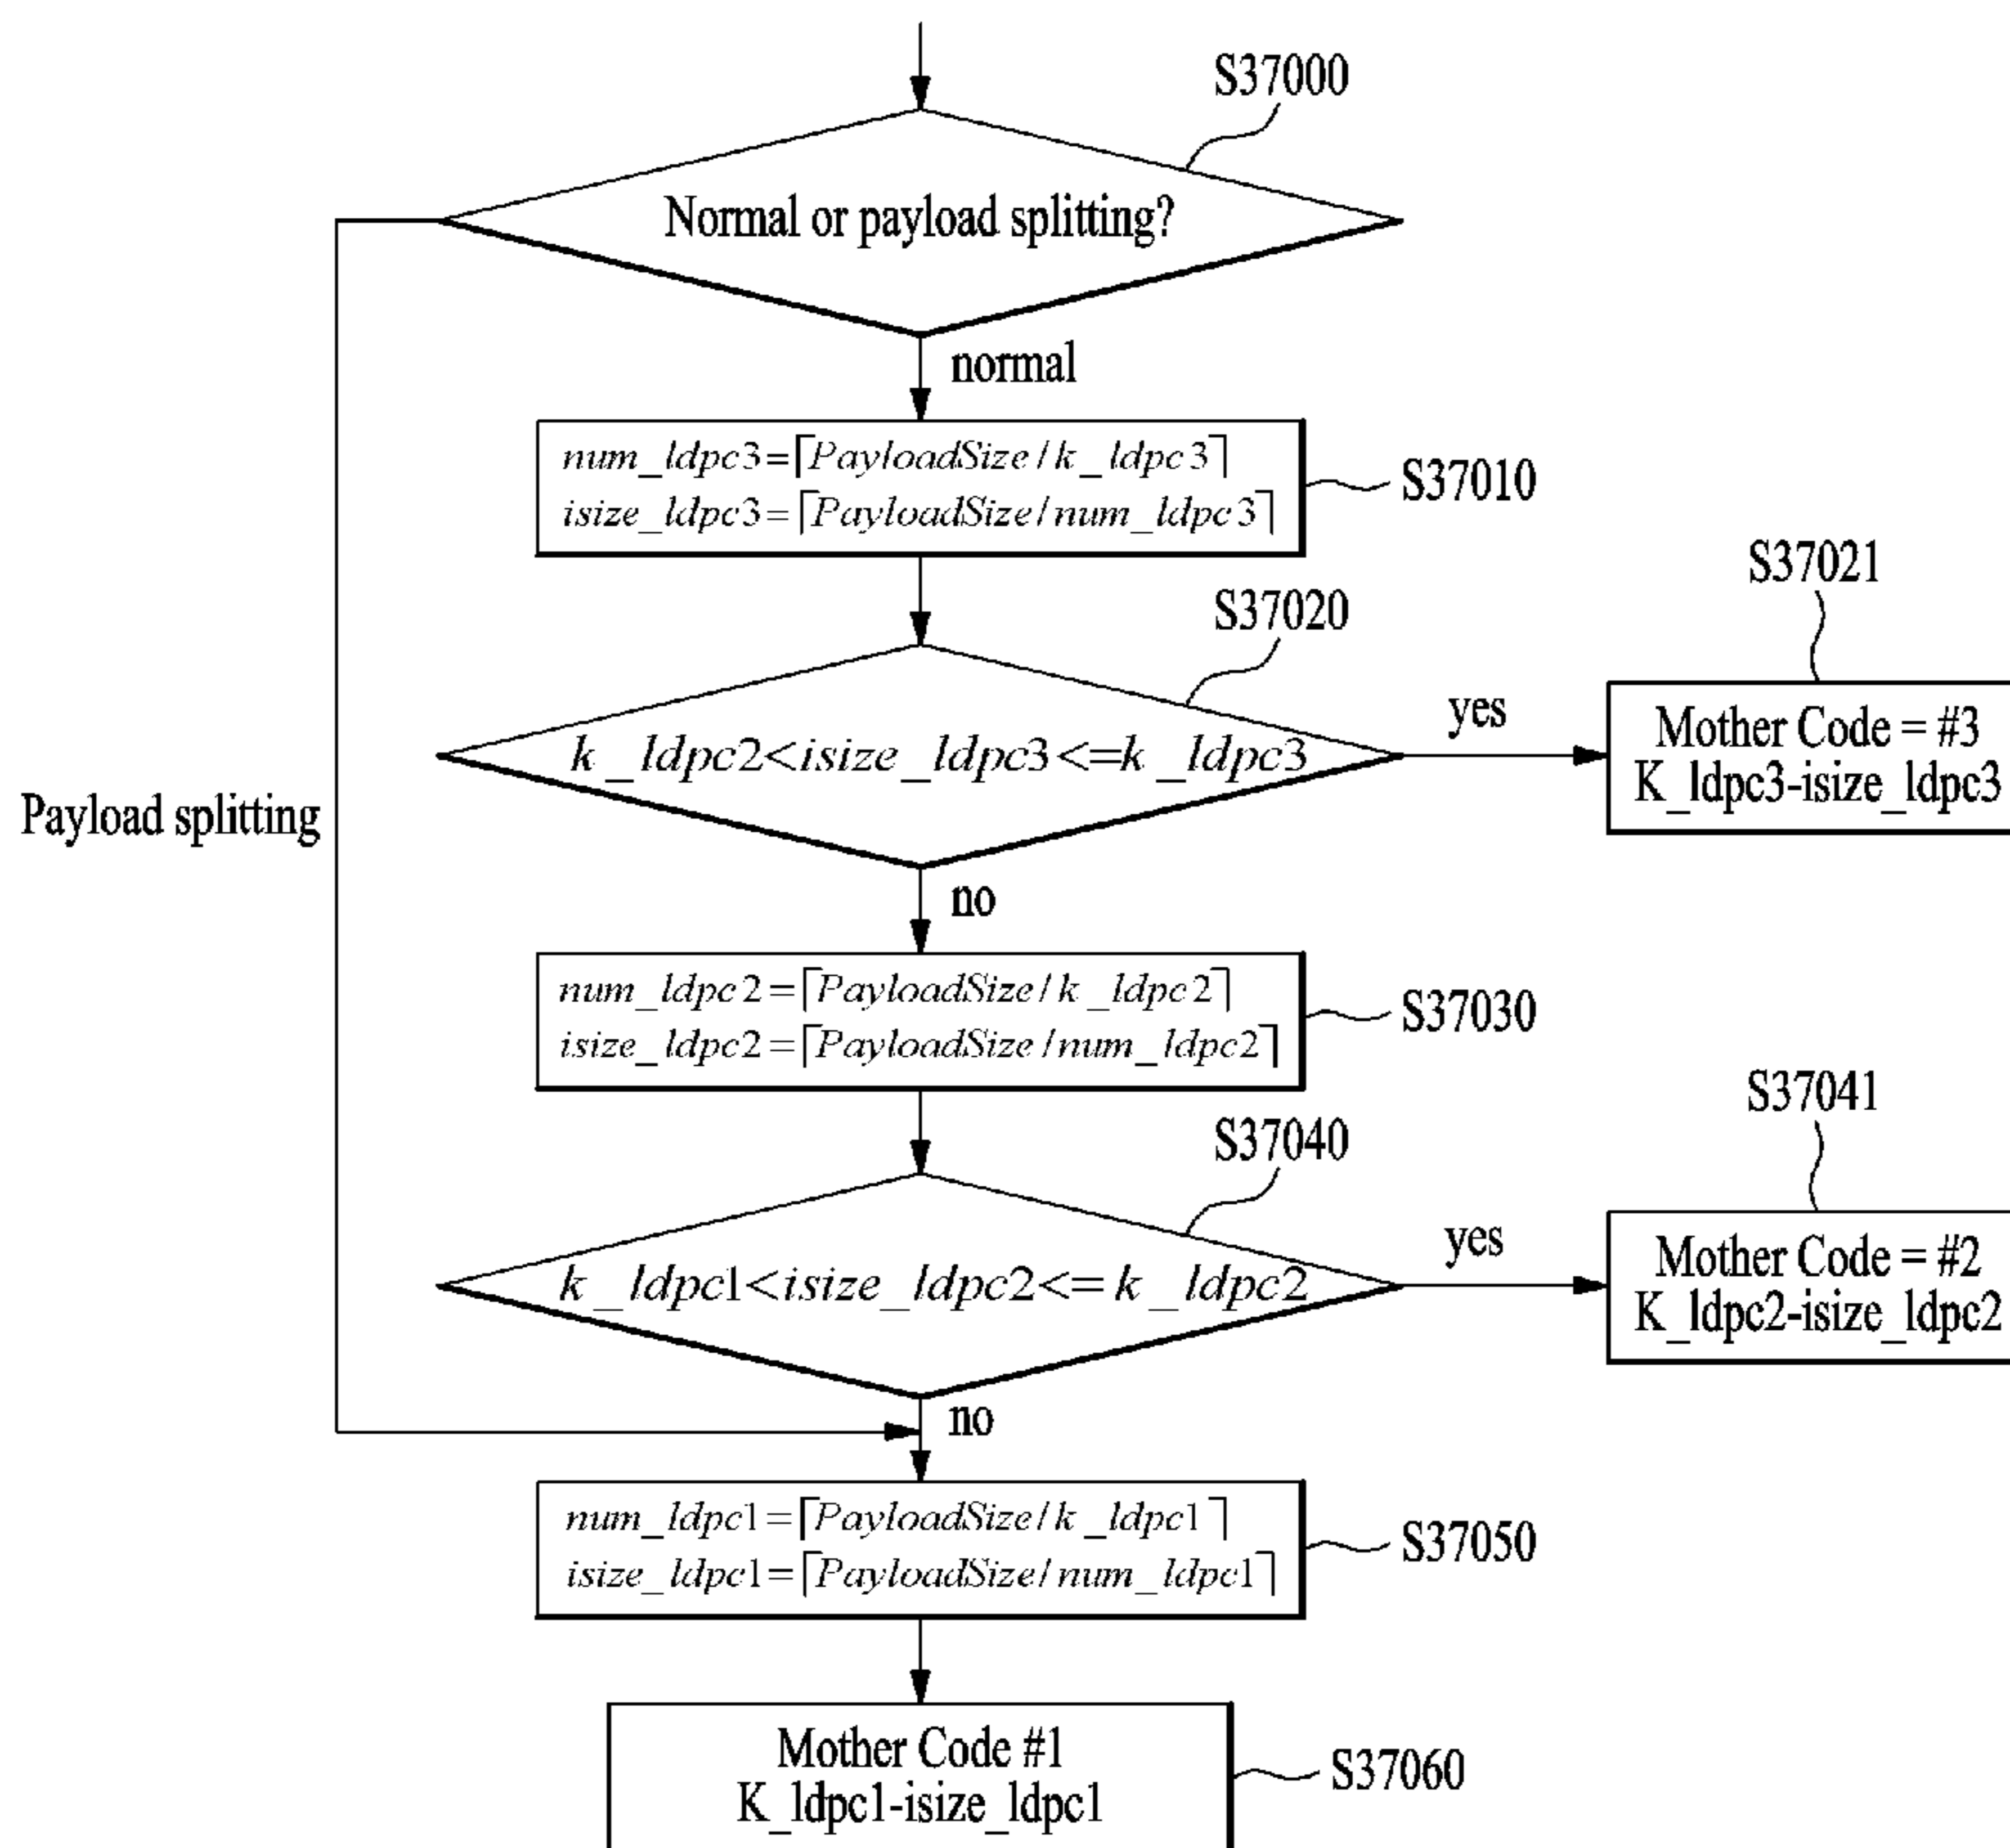 S37000
Normal or payload splitting?
normal
num_ldpc3=⌈PayloadSize/k_ldpc3⌉
isize_ldpc3=⌈PayloadSize/num_ldpc3⌉
S37010
S37021
S37020
k_ldpc2<isize_ldpc3<=k_ldpc3
yes
Mother Code = #3
K_ldpc3-isize_ldpc3
Payload splitting
no
num_ldpc2=⌈PayloadSize/k_ldpc2⌉
isize_ldpc2=⌈PayloadSize/num_ldpc2⌉
S37030
S37041
S37040
k_ldpc1<isize_ldpc2<=k_ldpc2
yes
Mother Code = #2
K_ldpc2-isize_ldpc2
no
num_ldpc1=⌈PayloadSize/k_ldpc1⌉
isize_ldpc1=⌈PayloadSize/num_ldpc1⌉
S37050
Mother Code #1
K_ldpc1-isize_ldpc1
S37060